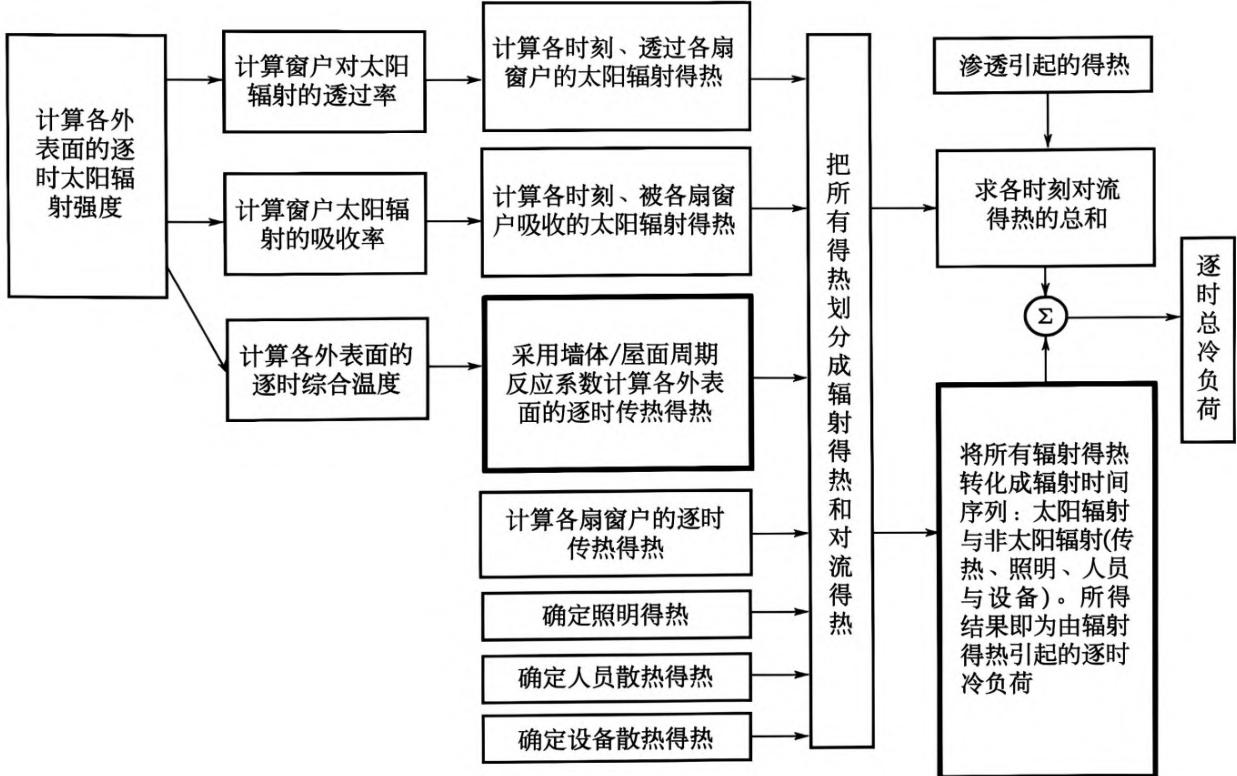 计算各外
表面的逐
时太阳辐
射强度
计算窗户对太阳
辐射的透过率
计算窗户太阳辐
射的吸收率
计算各外表面的
逐时综合温度
计算各时刻、透过各扇
窗户的太阳辐射得热
计算各时刻、被各扇窗
户吸收的太阳辐射得热
采用墙体/屋面周期
反应系数计算各外表
面的逐时传热得热
计算各扇窗户的逐时
传热得热
确定照明得热
确定人员散热得热
确定设备散热得热
把所有得热划分成辐射得热和对流得热
渗透引起的得热
求各时刻对流
得热的总和
Σ
将所有辐射得热
转化成辐射时间
序列：太阳辐射
与非太阳辐射(传
热、照明、人员
与设备)。所得
结果即为由辐射
得热引起的逐时
冷负荷
逐时总冷负荷